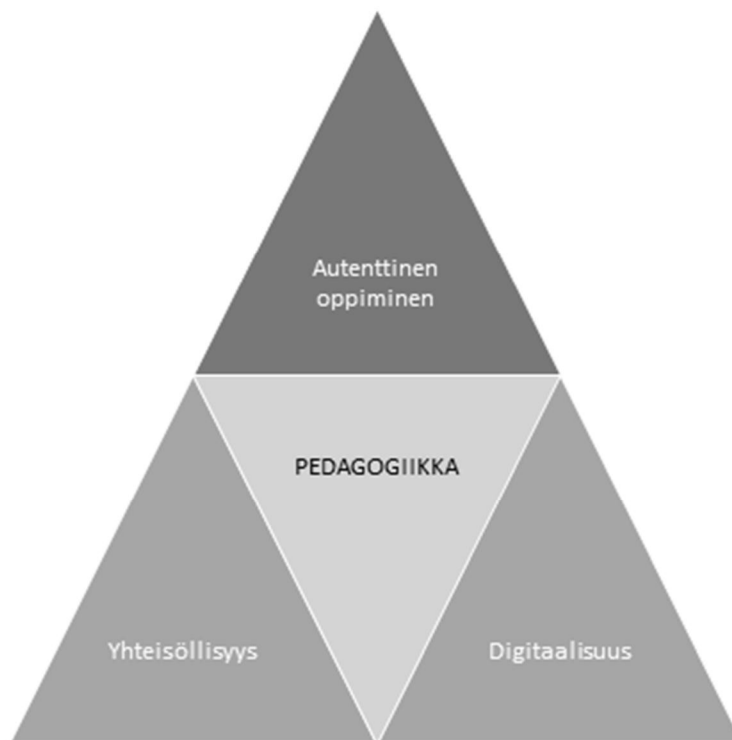 Autenttinen
oppiminen
PEDAGOGIIKKA
Yhteisöllisyys
Digitaalisuus